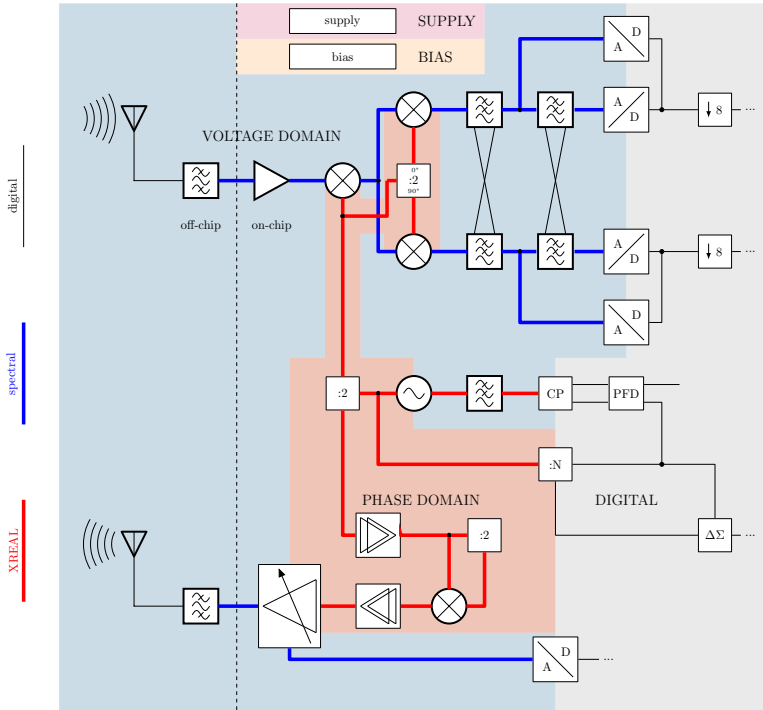 supply SUPPLY
bias BIAS
D
A
A
D
↓ 8 ...
VOLTAGE DOMAIN
0°
:2
90°
digital
off-chip on-chip
A
D
↓ 8 ...
D
A
spectral
:2
CP
PFD
:N
PHASE DOMAIN
DIGITAL
XREAL
:2
ΔΣ ...
D
A
...